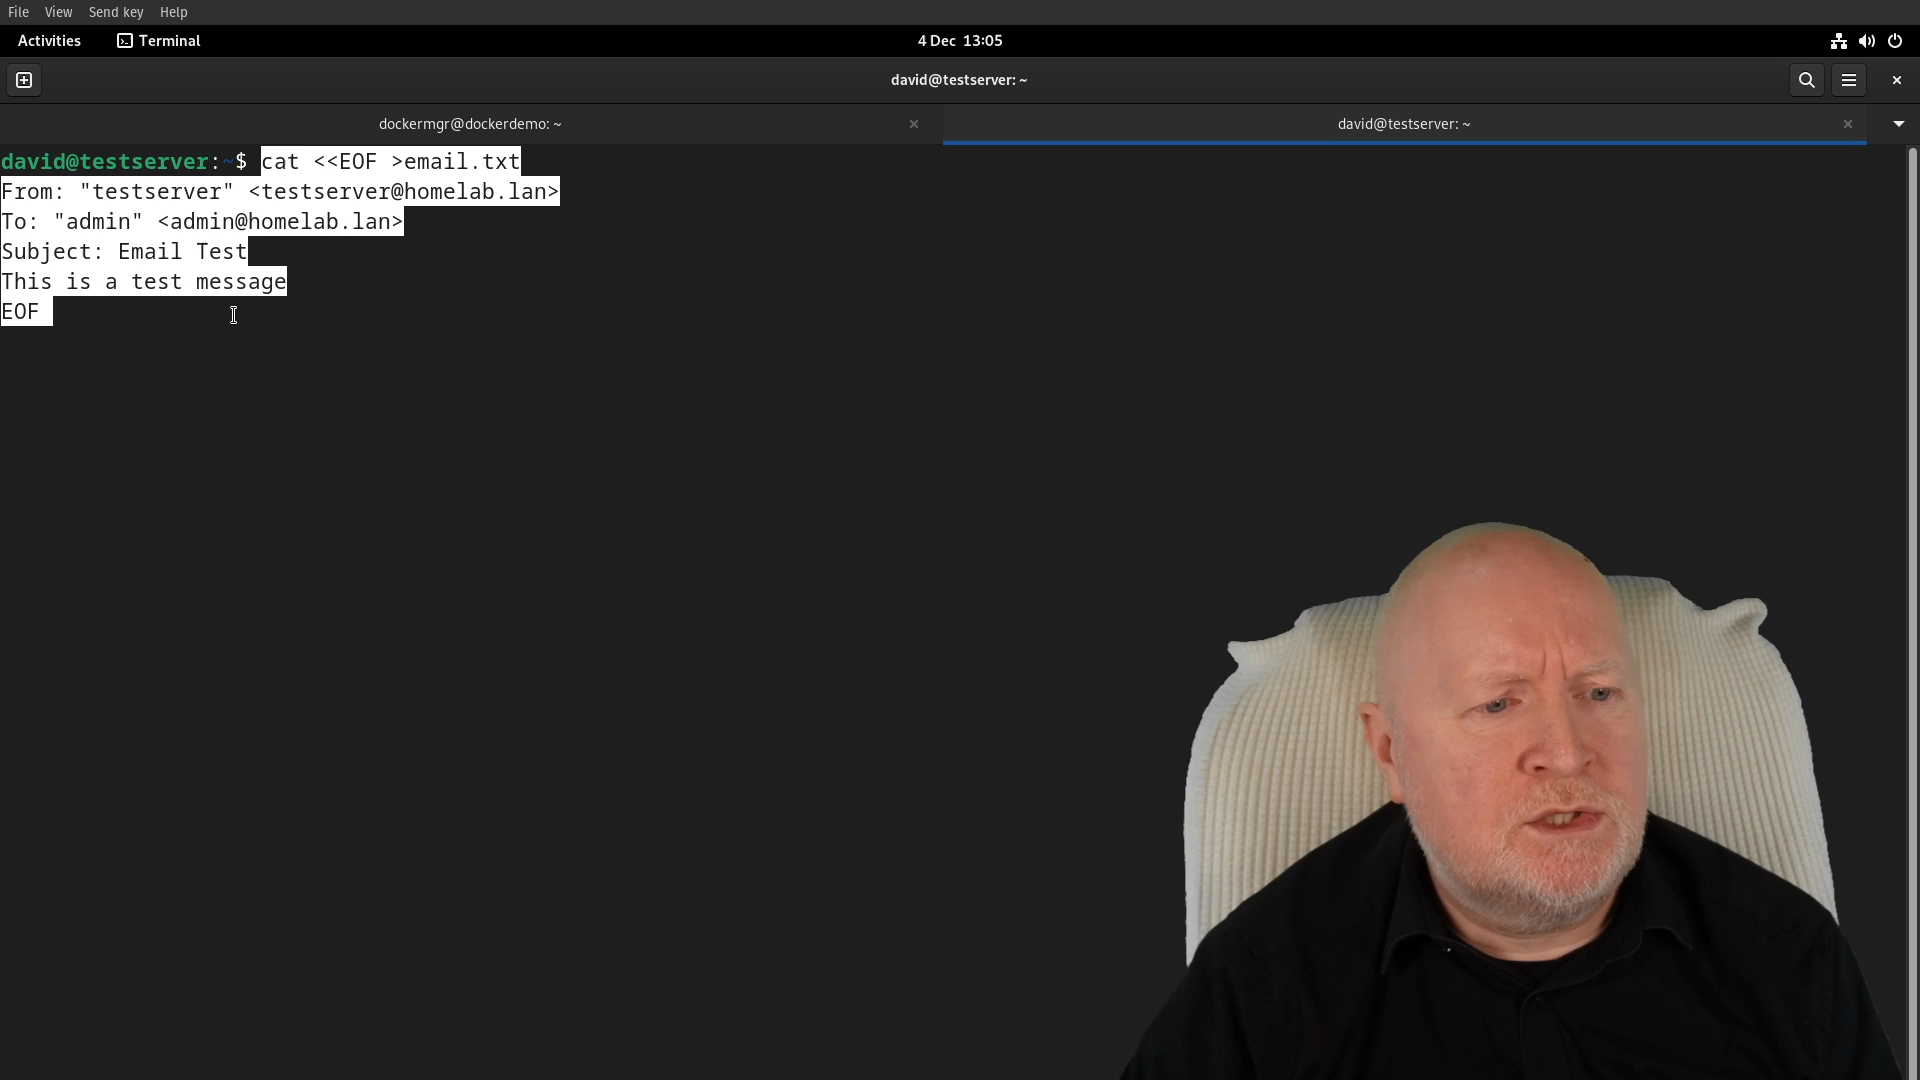 File View Send key Help
Activities Terminal 4 Dec 13:05
david@testserver: ~
dockermgr@dockerdemo: ~ david@testserver: ~
david@testserver:~$ cat <<EOF >email.txt
From: "testserver" <testserver@homelab.lan>
To: "admin" <admin@homelab.lan>
Subject: Email Test
This is a test message
EOF